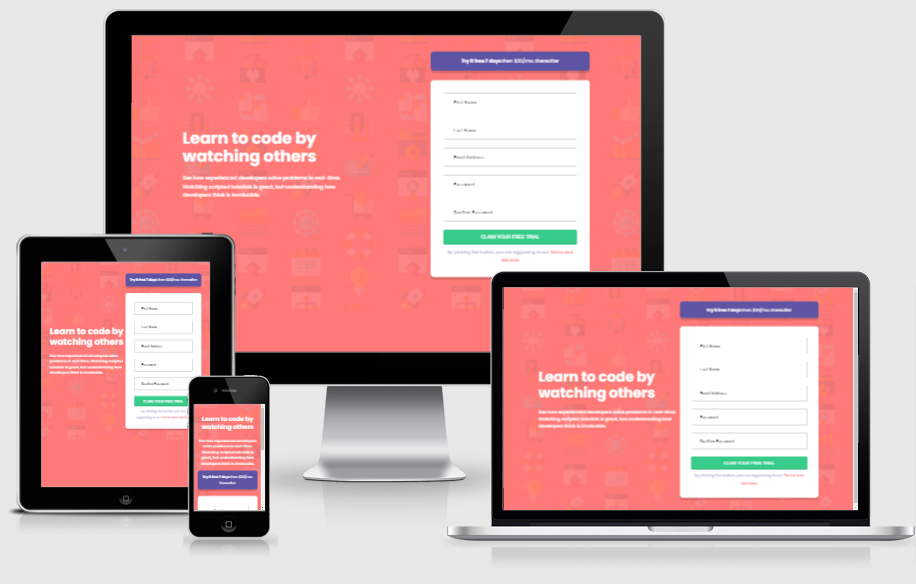 Try it free 7 days then $20/mo. thereafter
First Name
Last Name
Email Address
Password
Confirm Password
CLAIM YOUR FREE TRIAL
By clicking the button, you are aggreeing to our Terms and
Services
Learn to code by
watching others
See how experienced developers solve problems in real-time.
Watching scripted tutorials is great, but understanding how
developers think is invaluable.
Try it free 7 days then $20/mo. thereafter
First Name
Last Name
Email Address
Password
Confirm Password
CLAIM YOUR FREE TRIAL
By clicking the button, you are
aggreeing to our Terms and
Learn to code by
watching others
See how experienced developers solve
problems in real-time. Watching scripted
tutorials is great, but understanding how
developers think is invaluable.
Learn to code by
watching others
See how experienced developers
solve problems in real-time.
Watching scripted tutorials is
great, but understanding how
developers think is invaluable.
Try it free 7 days then $20/mo.
thereafter
Try it free 7 days then $20/mo. thereafter
First Name
Last Name
Email Address
Password
Confirm Password
CLAIM YOUR FREE TRIAL
By clicking the button, you are aggreeing to our Terms and
Services
Learn to code by
watching others
See how experienced developers solve problems in real-time.
Watching scripted tutorials is great, but understanding how
developers think is invaluable.